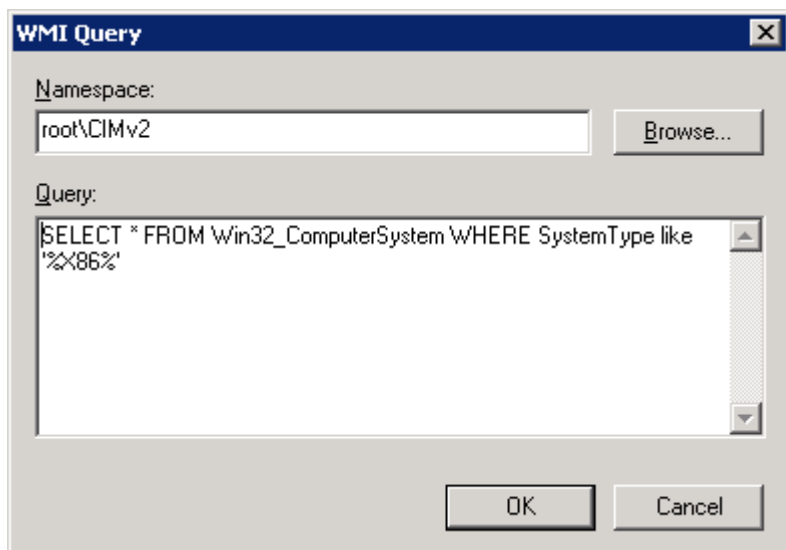 WMI Query
Namespace:
root\CIMv2
Browse...
Query:
SELECT * FROM Win32_ComputerSystem WHERE SystemType like
'%X86%'
OK
Cancel